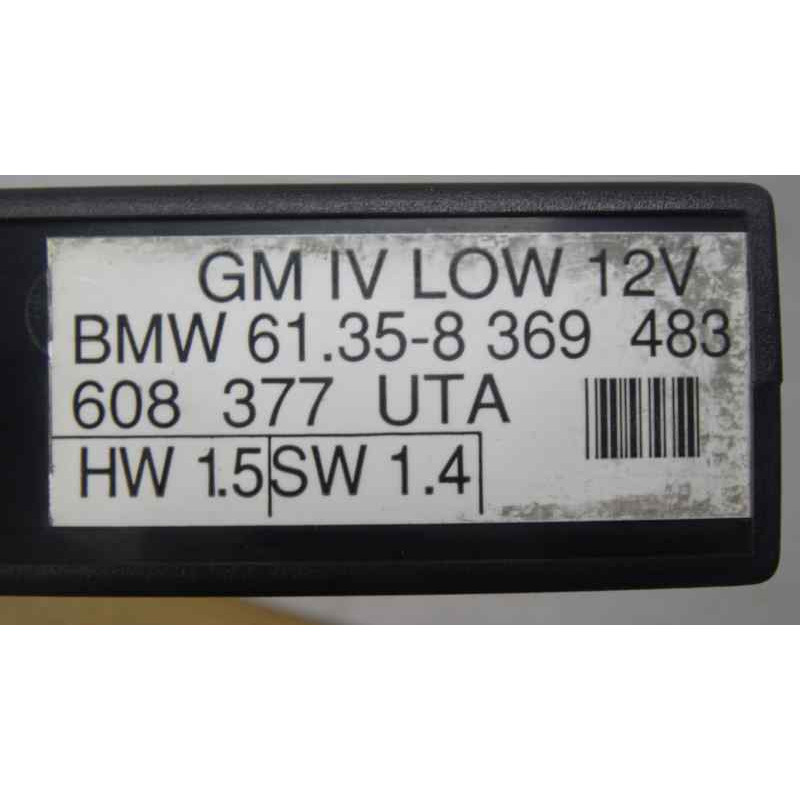 GM IV LOW 12V
BMW 61.35-8 369 483
608 377 UTA
HW 1.5 SW 1.4